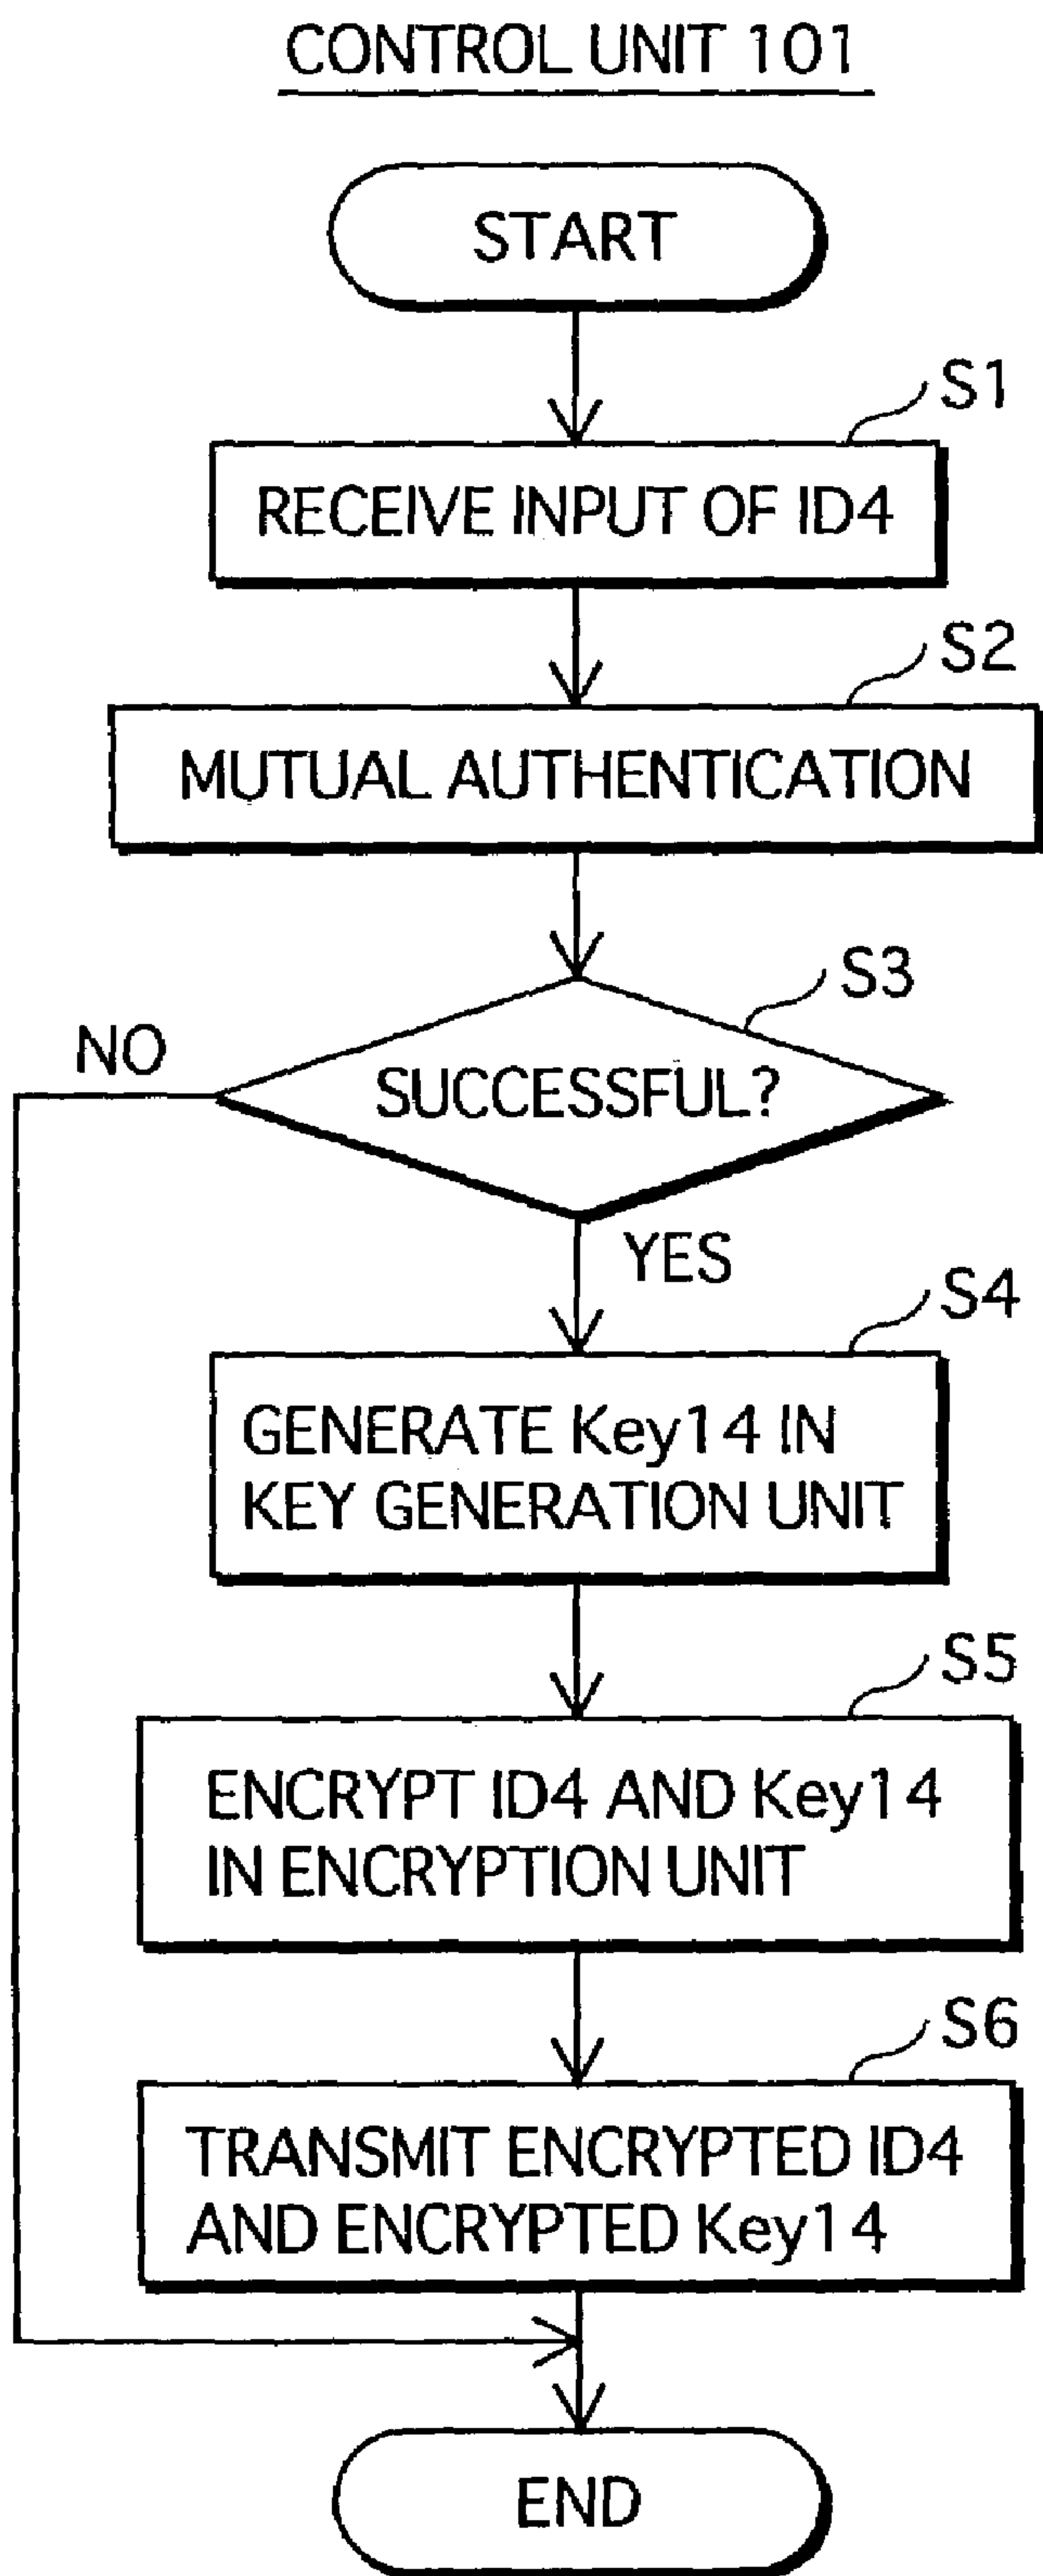 CONTROL UNIT 101
START
S1
RECEIVE INPUT OF ID4
S2
MUTUAL AUTHENTICATION
S3
NO
SUCCESSFUL?
YES
S4
GENERATE Key14 IN
KEY GENERATION UNIT
S5
ENCRYPT ID4 AND Key14
IN ENCRYPTION UNIT
S6
TRANSMIT ENCRYPTED ID4
AND ENCRYPTED Key14
END